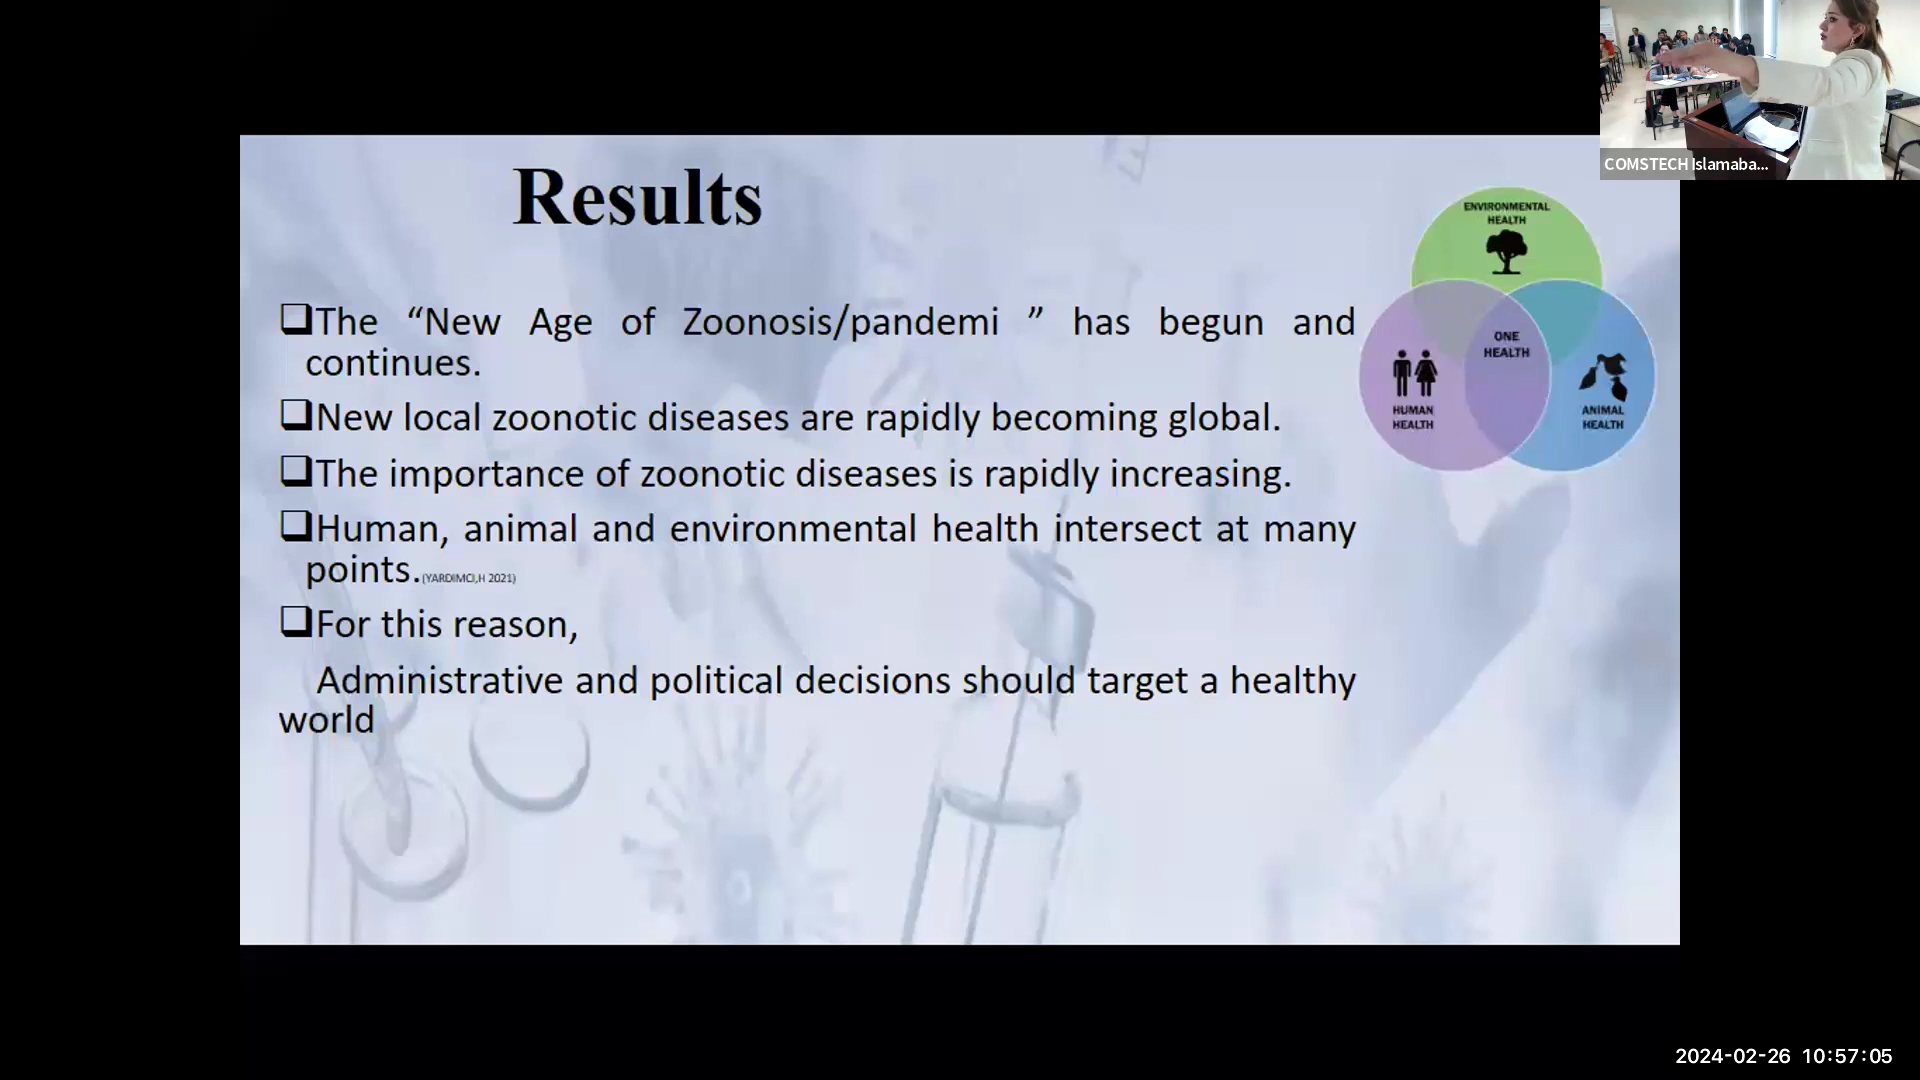 COMSTECH Islamaba...
Results
ENVIRONMENTAL
HEALTH
❑The “New Age of Zoonosis/pandemi ” has begun and
continues.
ONE
HEALTH
HUMAN
HEALTH
ANIMAL
HEALTH
❑New local zoonotic diseases are rapidly becoming global.
❑The importance of zoonotic diseases is rapidly increasing.
❑Human, animal and environmental health intersect at many
points.(YARDIMCI,H 2021)
❑For this reason,
Administrative and political decisions should target a healthy
world
2024-02-26 10:57:05